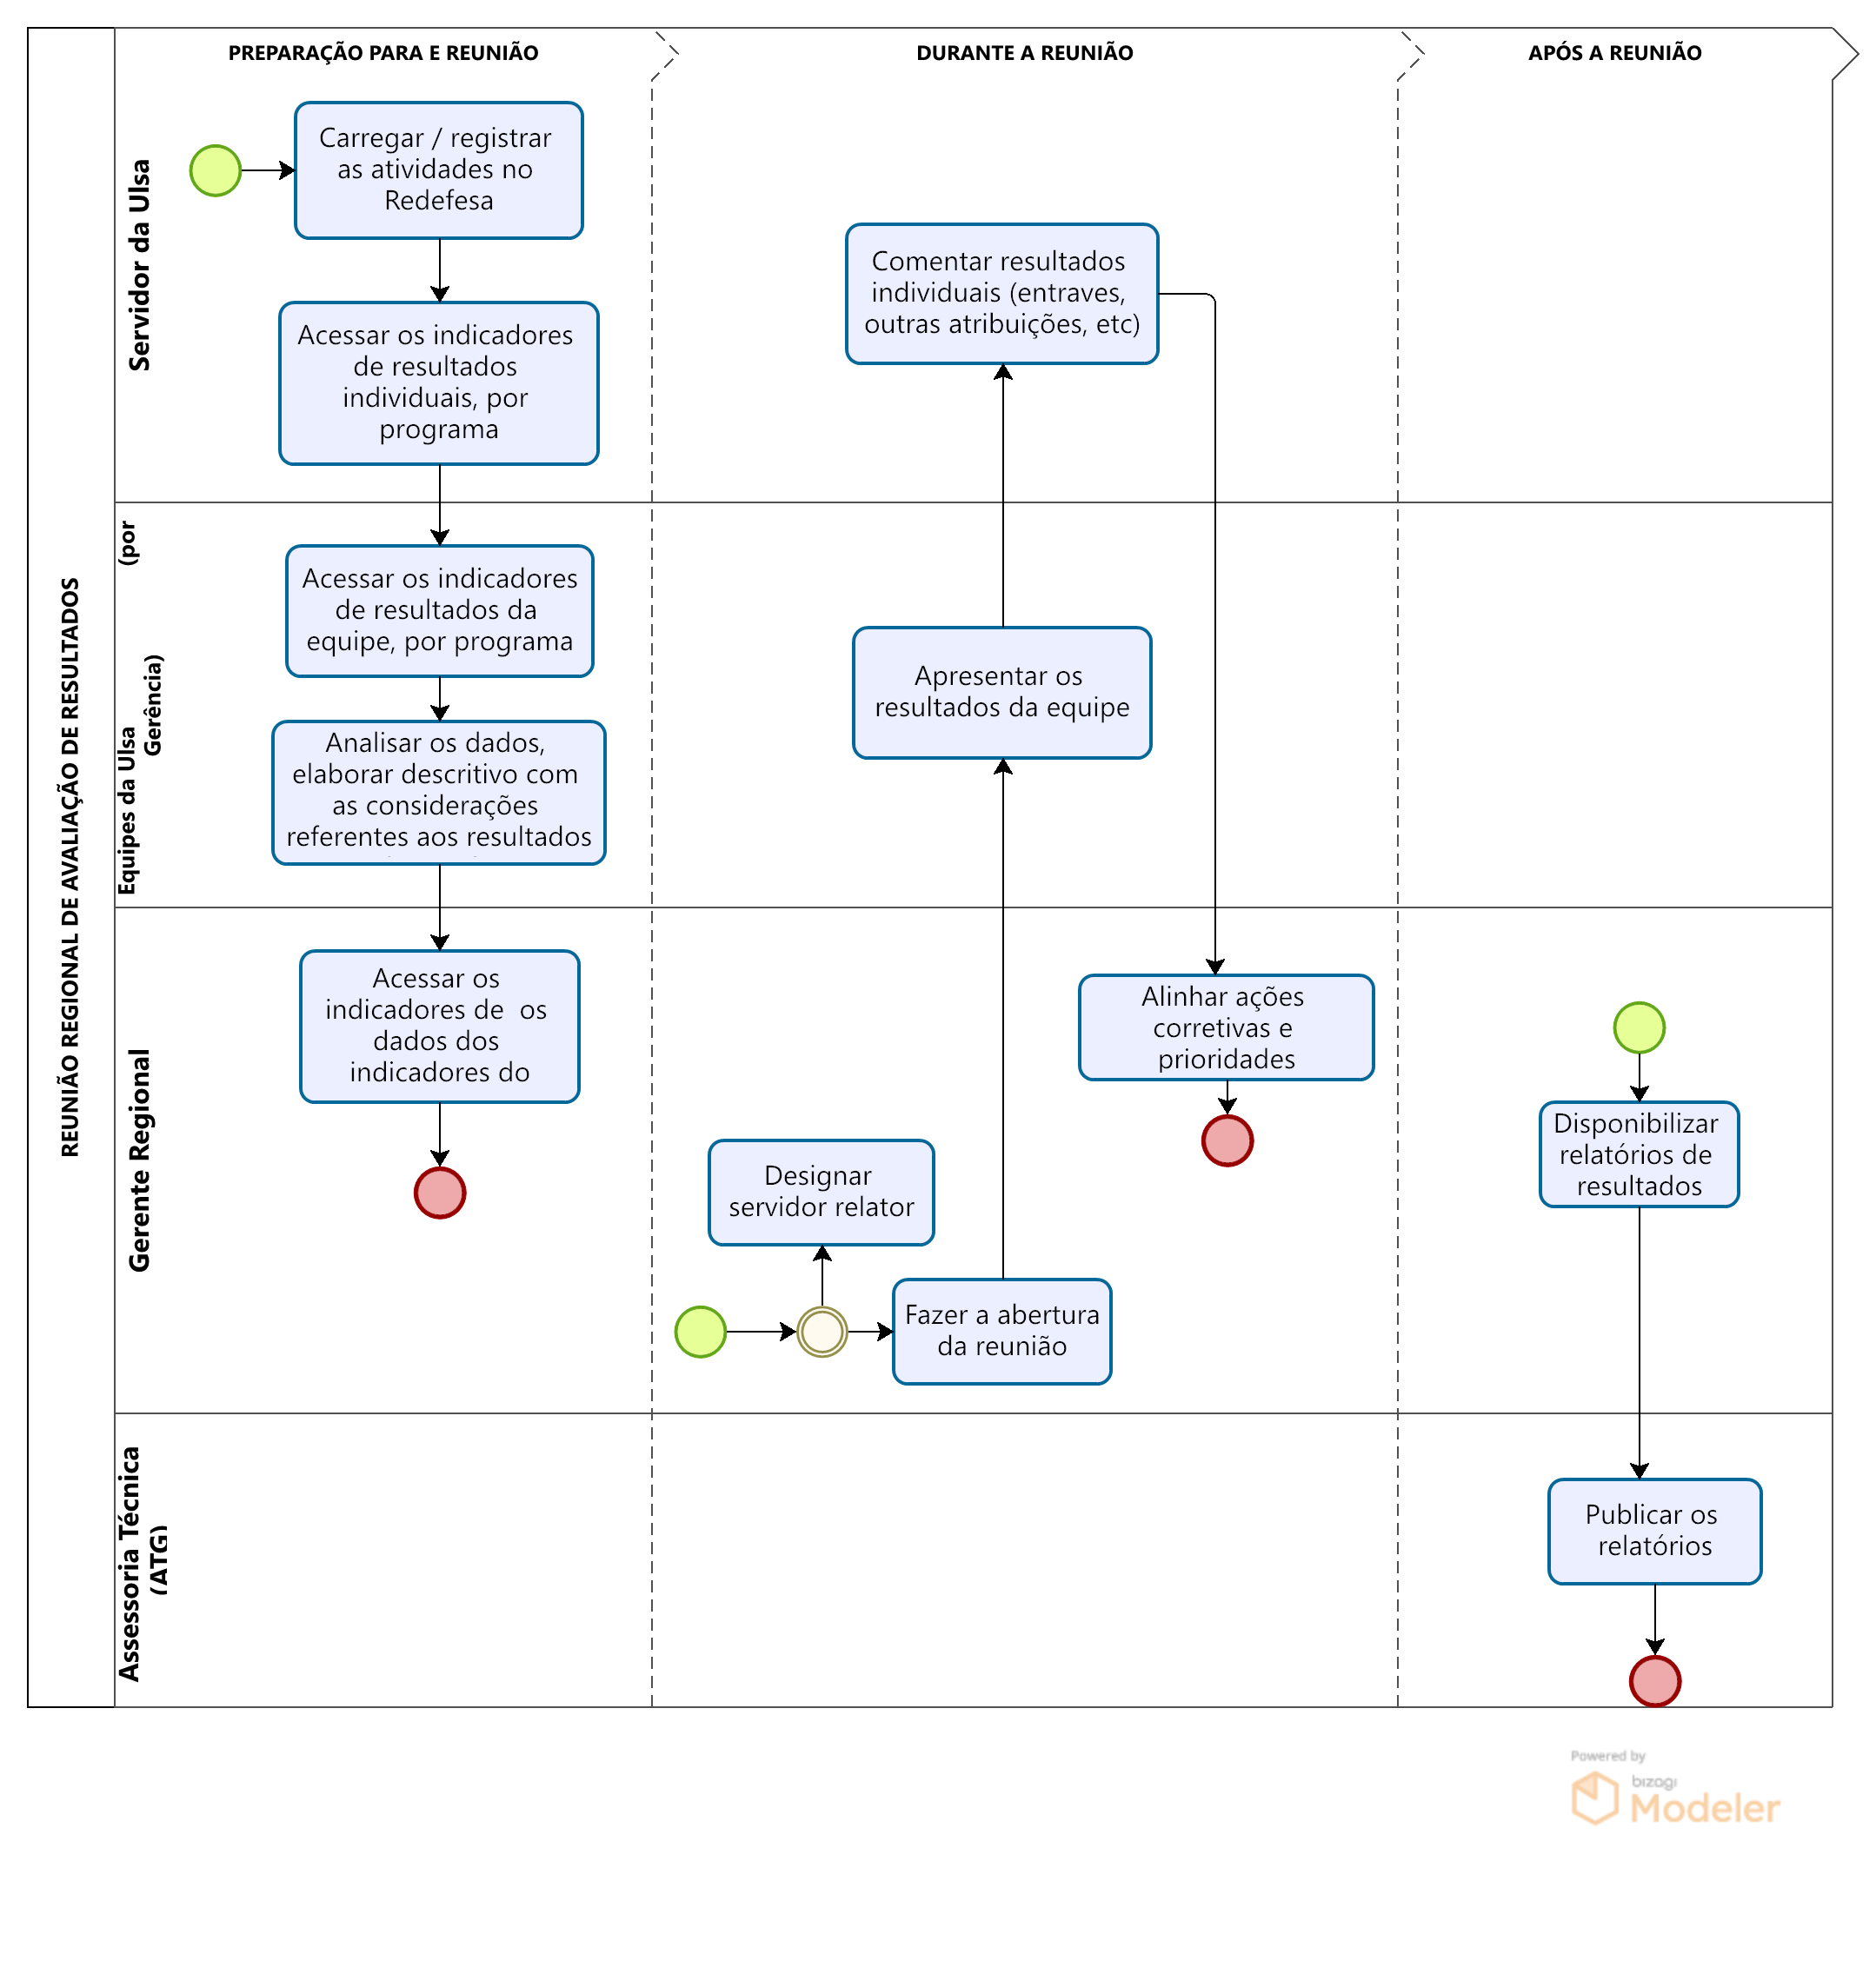 REUNIÃO REGIONAL DE AVALIAÇÃO DE RESULTADOS
PREPARAÇÃO PARA E REUNIÃO
DURANTE A REUNIÃO
APÓS A REUNIÃO
Servidor da Ulsa
Carregar / registrar
as atividades no
Redefesa
Acessar os indicadores
de resultados
individuais, por
programa
Comentar resultados
individuais (entraves,
outras atribuições, etc)
Equipes da Ulsa (por
Gerência)
Acessar os indicadores
de resultados da
equipe, por programa
Analisar os dados,
elaborar descritivo com
as considerações
referentes aos resultados
Apresentar os
resultados da equipe
Gerente Regional
Acessar os
indicadores de  os
dados dos
indicadores do
Designar
servidor relator
Fazer a abertura
da reunião
Alinhar ações
corretivas e
prioridades
Disponibilizar
relatórios de
resultados
Assessoria Técnica
(ATG)
Publicar os
relatórios
Powered by
bizagi
Modeler